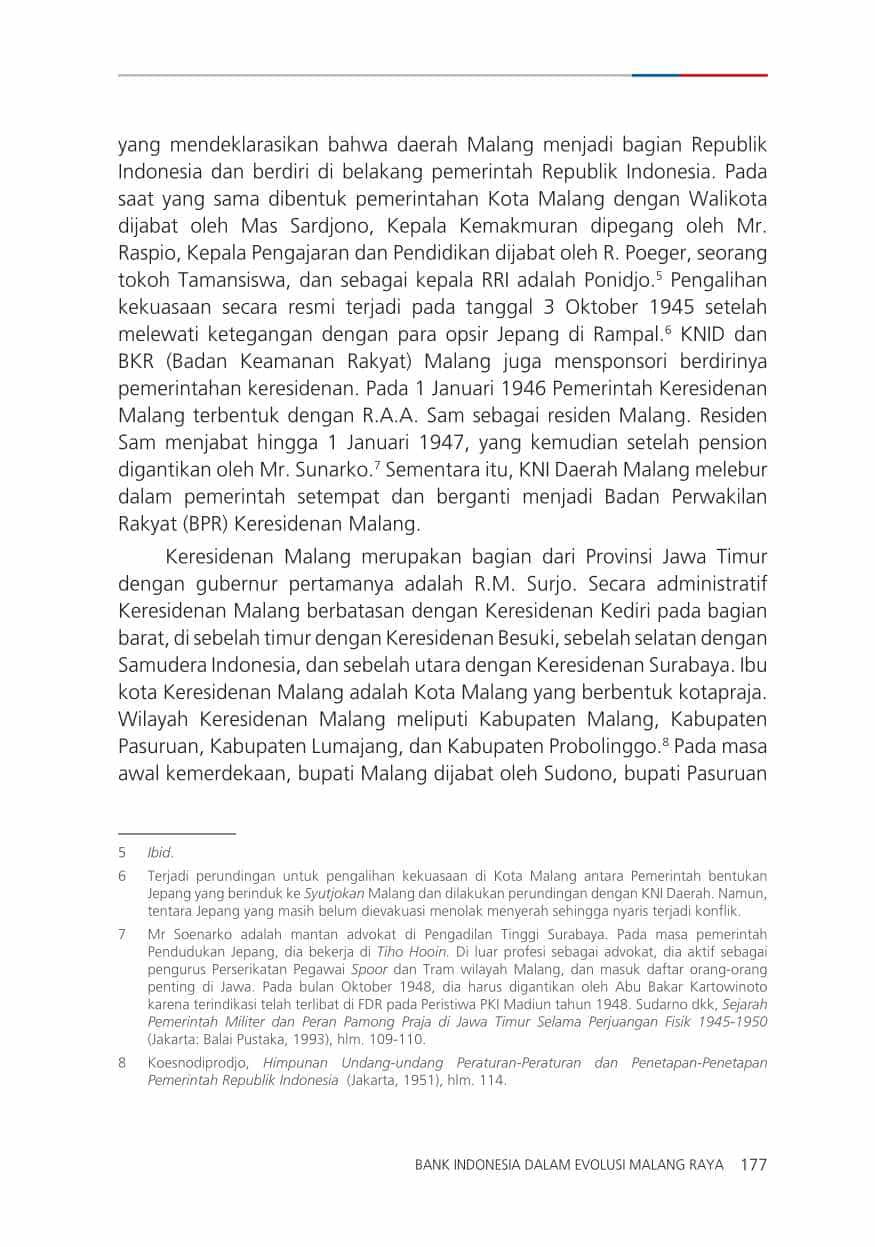 yang mendeklarasikan bahwa daerah Malang menjadi bagian Republik
Indonesia dan berdiri di belakang pemerintah Republik Indonesia. Pada
saat yang sama dibentuk pemerintahan Kota Malang dengan Walikota
dijabat oleh Mas Sardjono, Kepala Kemakmuran dipegang oleh Mr.
Raspio, Kepala Pengajaran dan Pendidikan dijabat oleh R. Poeger, seorang
tokoh Tamansiswa, dan sebagai kepala RRI adalah Ponidjo.⁵ Pengalihan
kekuasaan secara resmi terjadi pada tanggal 3 Oktober 1945 setelah
melewati ketegangan dengan para opsir Jepang di Rampal.⁶ KNID dan
BKR (Badan Keamanan Rakyat) Malang juga mensponsori berdirinya
pemerintahan keresidenan. Pada 1 Januari 1946 Pemerintah Keresidenan
Malang terbentuk dengan R.A.A. Sam sebagai residen Malang. Residen
Sam menjabat hingga 1 Januari 1947, yang kemudian setelah pension
digantikan oleh Mr. Sunarko.⁷ Sementara itu, KNI Daerah Malang melebur
dalam pemerintah setempat dan berganti menjadi Badan Perwakilan
Rakyat (BPR) Keresidenan Malang.
Keresidenan Malang merupakan bagian dari Provinsi Jawa Timur
dengan gubernur pertamanya adalah R.M. Surjo. Secara administratif
Keresidenan Malang berbatasan dengan Keresidenan Kediri pada bagian
barat, di sebelah timur dengan Keresidenan Besuki, sebelah selatan dengan
Samudera Indonesia, dan sebelah utara dengan Keresidenan Surabaya. Ibu
kota Keresidenan Malang adalah Kota Malang yang berbentuk kotapraja.
Wilayah Keresidenan Malang meliputi Kabupaten Malang, Kabupaten
Pasuruan, Kabupaten Lumajang, dan Kabupaten Probolinggo.⁸ Pada masa
awal kemerdekaan, bupati Malang dijabat oleh Sudono, bupati Pasuruan
5 Ibid.
6 Terjadi perundingan untuk pengalihan kekuasaan di Kota Malang antara Pemerintah bentukan
Jepang yang berinduk ke Syutjokan Malang dan dilakukan perundingan dengan KNI Daerah. Namun,
tentara Jepang yang masih belum dievakuasi menolak menyerah sehingga nyaris terjadi konflik.
7 Mr Soenarko adalah mantan advokat di Pengadilan Tinggi Surabaya. Pada masa pemerintah
Pendudukan Jepang, dia bekerja di Tiho Hooin. Di luar profesi sebagai advokat, dia aktif sebagai
pengurus Perserikatan Pegawai Spoor dan Tram wilayah Malang, dan masuk daftar orang-orang
penting di Jawa. Pada bulan Oktober 1948, dia harus digantikan oleh Abu Bakar Kartowinoto
karena terindikasi telah terlibat di FDR pada Peristiwa PKI Madiun tahun 1948. Sudarno dkk, Sejarah
Pemerintah Militer dan Peran Pamong Praja di Jawa Timur Selama Perjuangan Fisik 1945-1950
(Jakarta: Balai Pustaka, 1993), hlm. 109-110.
8 Koesnodiprodjo, Himpunan Undang-undang Peraturan-Peraturan dan Penetapan-Penetapan
Pemerintah Republik Indonesia (Jakarta, 1951), hlm. 114.
BANK INDONESIA DALAM EVOLUSI MALANG RAYA 177